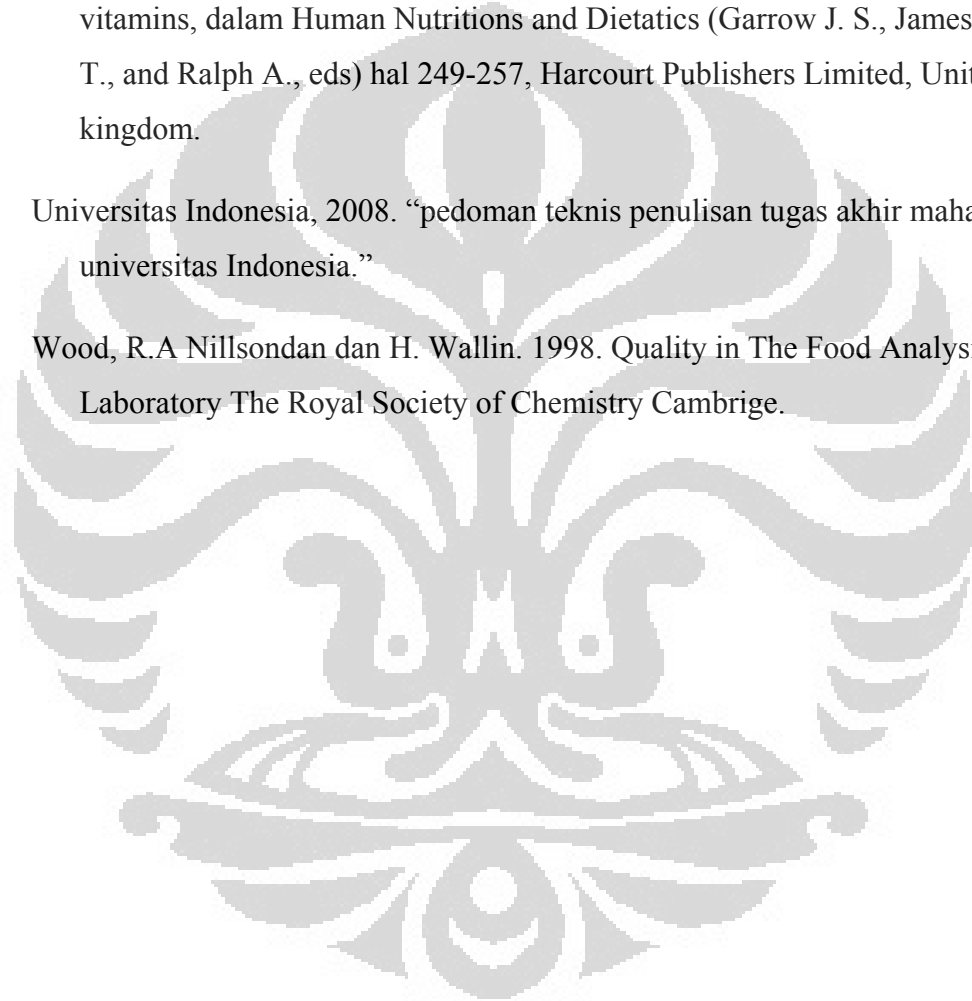 vitamins, dalam Human Nutritions and Dietatics (Garrow J. S., James
T., and Ralph A., eds) hal 249-257, Harcourt Publishers Limited, Unit
kingdom.
Universitas Indonesia, 2008. “pedoman teknis penulisan tugas akhir maha
universitas Indonesia.”
Wood, R.A Nillsondan dan H. Wallin. 1998. Quality in The Food Analysi
Laboratory The Royal Society of Chemistry Cambrige.